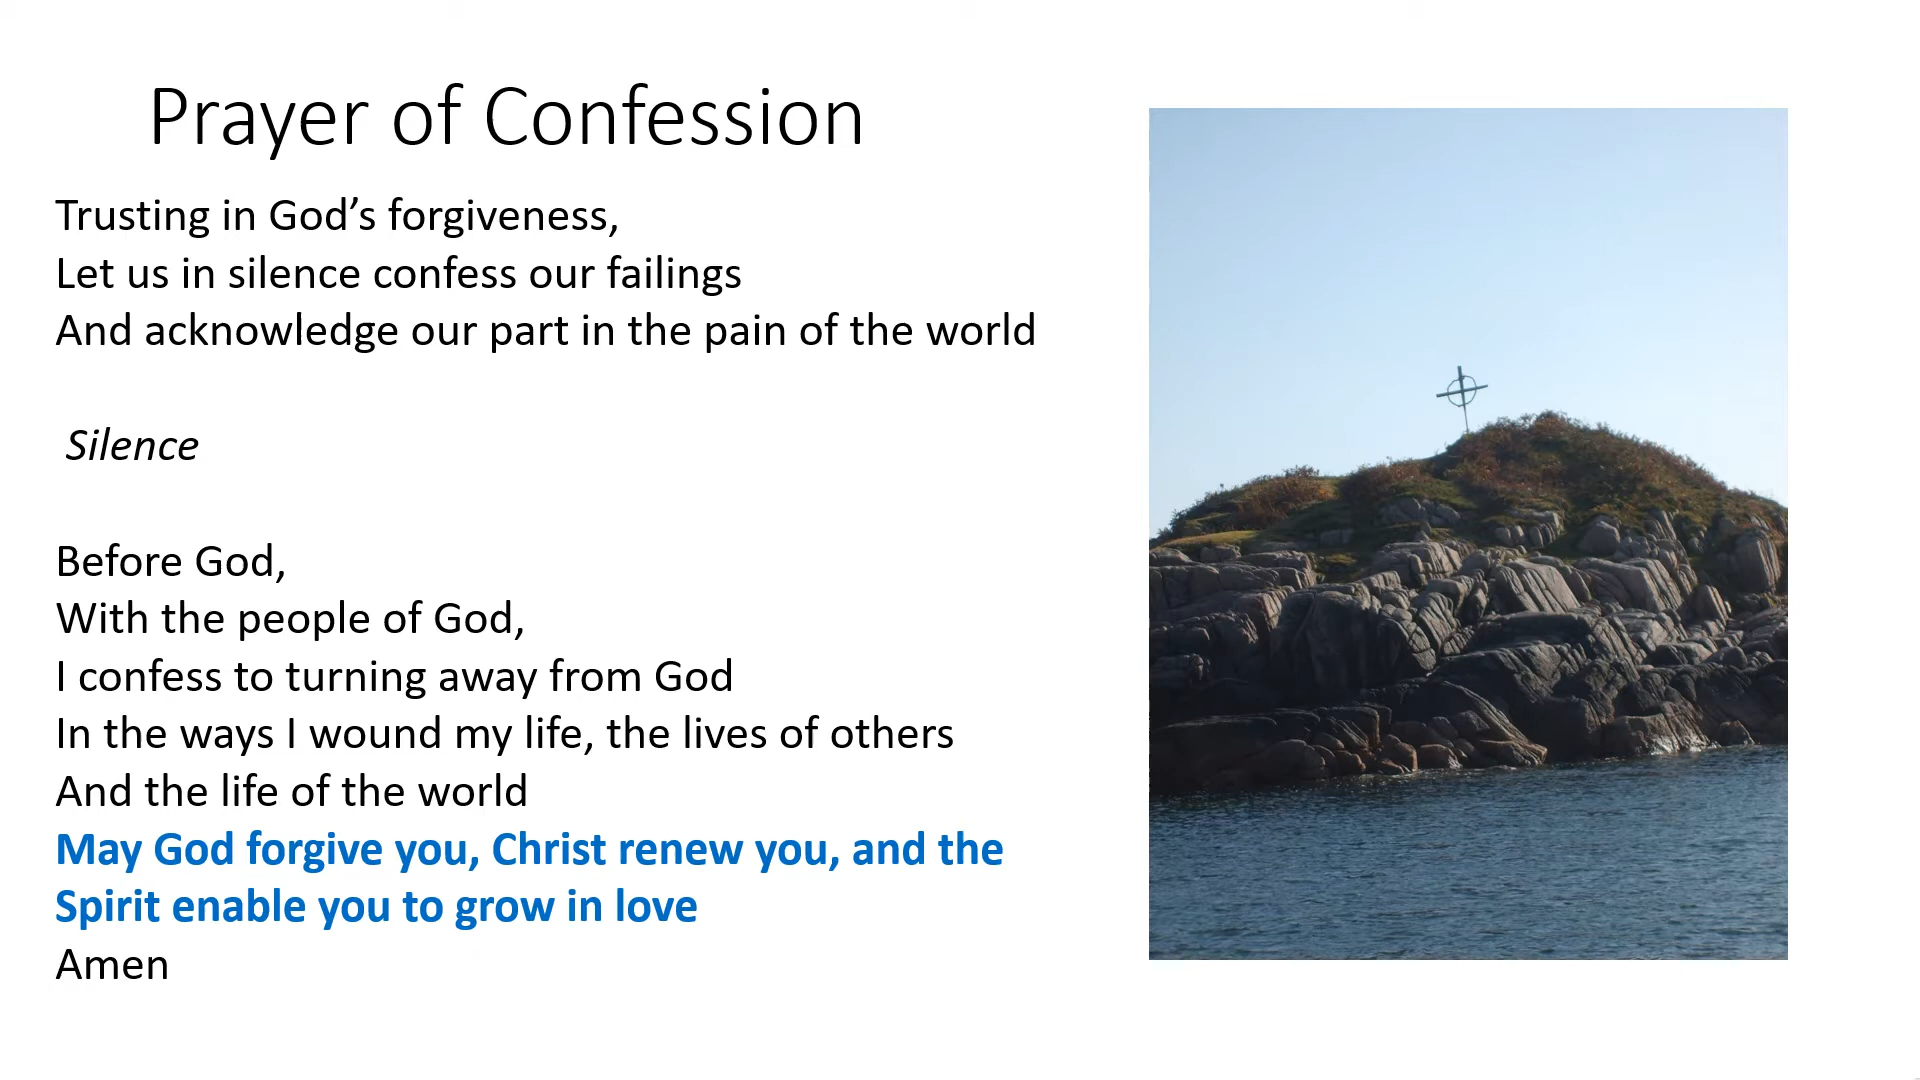 Prayer of Confession
Trusting in God’s forgiveness,
Let us in silence confess our failings
And acknowledge our part in the pain of the world
Silence
Before God,
With the people of God,
I confess to turning away from God
In the ways I wound my life, the lives of others
And the life of the world
May God forgive you, Christ renew you, and the
Spirit enable you to grow in love
Amen